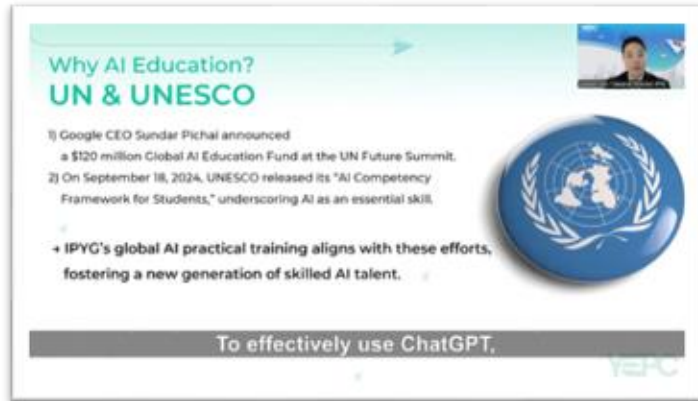 Why AI Education?
UN & UNESCO
1) Google CEO Sundar Pichai announced
a $120 million Global AI Education Fund at the UN Future Summit.
2) On September 18, 2024, UNESCO released its "AI Competency
Framework for Students," underscoring AI as an essential skill.
→ IPYG's global AI practical training aligns with these efforts,
fostering a new generation of skilled AI talent.
To effectively use ChatGPT,
YEPC